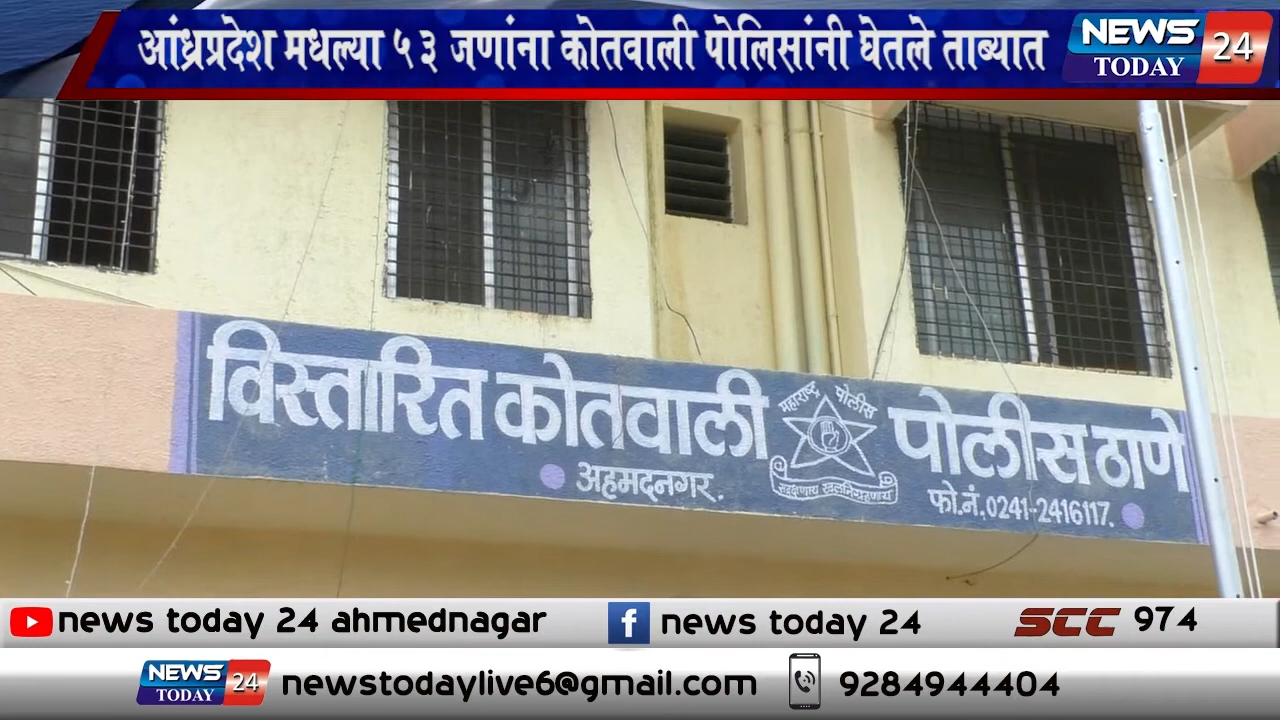 आंध्रप्रदेश मधल्या ५३ जणांना कोतवाली पोलिसांनी घेतले ताब्यात
NEWS TODAY 24
विस्तारित कोतवाली पोलीस ठाणे
महाराष्ट्र पोलीस
सद्रक्षणाय खलनिग्रहणाय
अहमदनगर.
फो.नं.0241-2416117.
news today 24 ahmednagar
news today 24
SCC 974
NEWS TODAY 24
newstodaylive6@gmail.com
9284944404